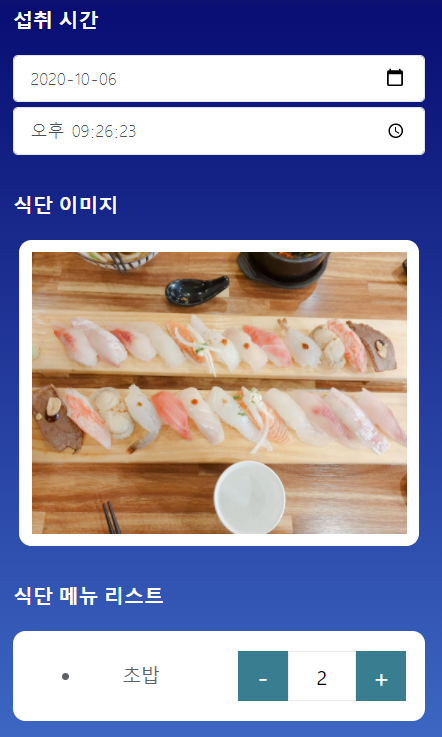 섭취 시간
2020-10-06
오후 09:26:23
식단 이미지
식단 메뉴 리스트
• 초밥 - 2 +